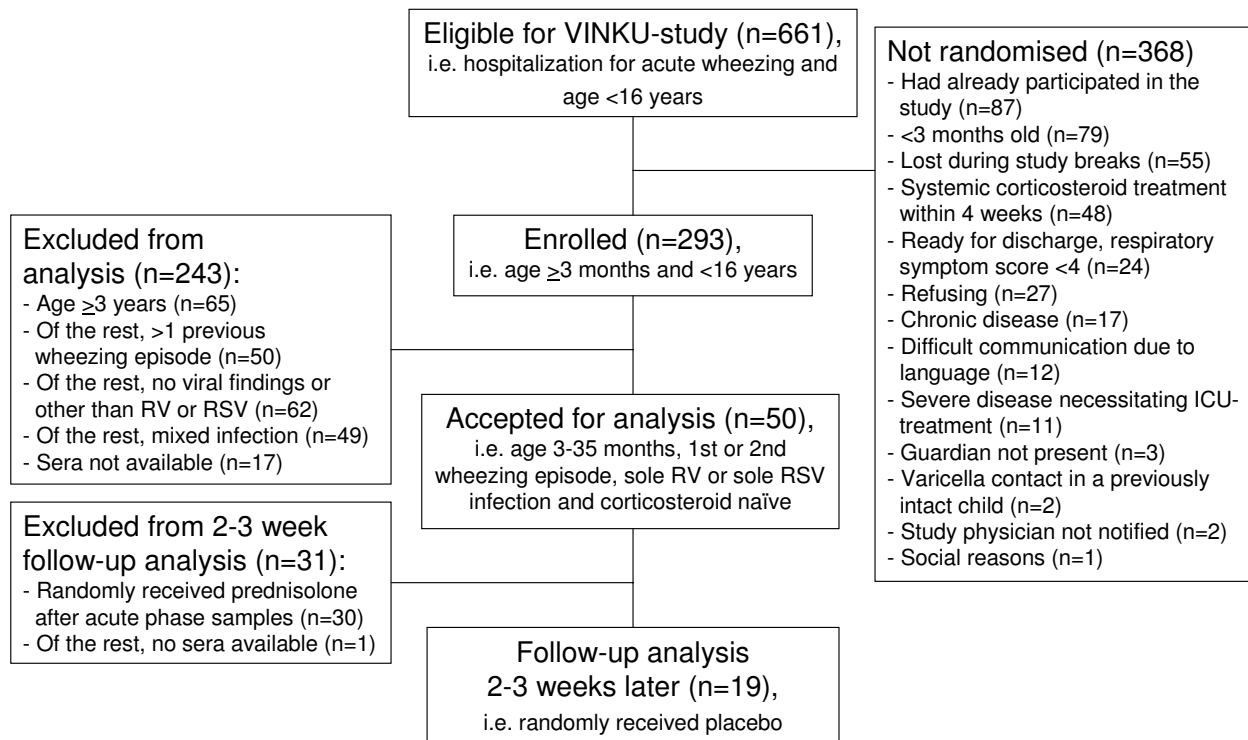 Eligible for VINKU-study (n=661),
i.e. hospitalization for acute wheezing and
age <16 years
Not randomised (n=368)
- Had already participated in the
study (n=87)
- <3 months old (n=79)
- Lost during study breaks (n=55)
- Systemic corticosteroid treatment
within 4 weeks (n=48)
- Ready for discharge, respiratory
symptom score <4 (n=24)
- Refusing (n=27)
- Chronic disease (n=17)
- Difficult communication due to
language (n=12)
- Severe disease necessitating ICU-
treatment (n=11)
- Guardian not present (n=3)
- Varicella contact in a previously
intact child (n=2)
- Study physician not notified (n=2)
- Social reasons (n=1)
Enrolled (n=293),
i.e. age ≥3 months and <16 years
Excluded from
analysis (n=243):
- Age ≥3 years (n=65)
- Of the rest, >1 previous
wheezing episode (n=50)
- Of the rest, no viral findings or
other than RV or RSV (n=62)
- Of the rest, mixed infection (n=49)
- Sera not available (n=17)
Accepted for analysis (n=50),
i.e. age 3-35 months, 1st or 2nd
wheezing episode, sole RV or sole RSV
infection and corticosteroid naïve
Excluded from 2-3 week
follow-up analysis (n=31):
- Randomly received prednisolone
after acute phase samples (n=30)
- Of the rest, no sera available (n=1)
Follow-up analysis
2-3 weeks later (n=19),
i.e. randomly received placebo